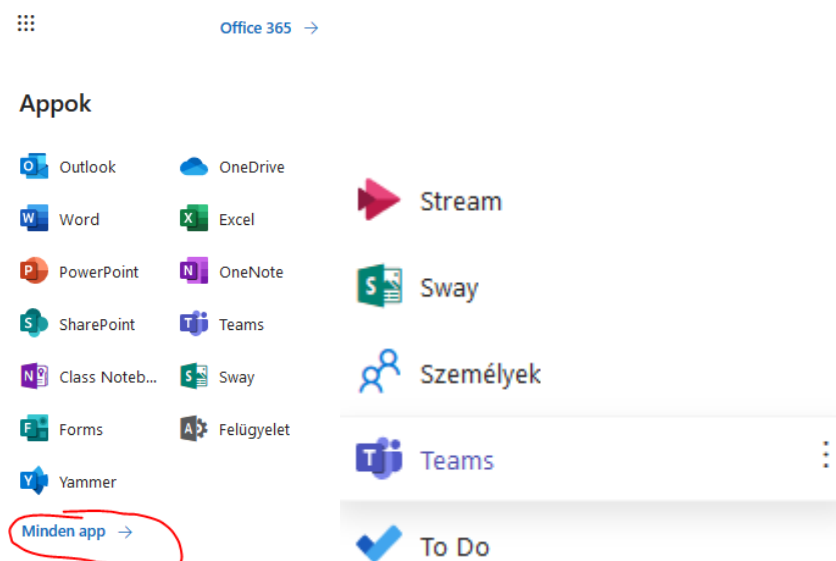 Office 365 →
Appok
Outlook
OneDrive
Word
Excel
PowerPoint
OneNote
SharePoint
Teams
Class Noteb...
Sway
Forms
Felügyelet
Yammer
Minden app →
Stream
Sway
Személyek
Teams
To Do